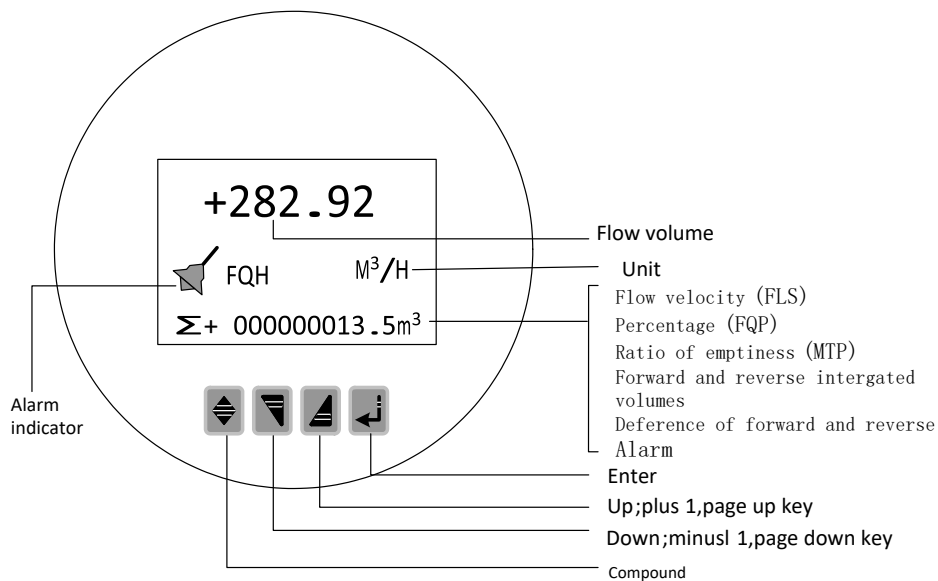 +282.92
FQH
M³/H
Σ+ 000000013.5m³
Alarm
indicator
Flow volume
Unit
Flow velocity (FLS)
Percentage (FQP)
Ratio of emptiness (MTP)
Forward and reverse intergated
volumes
Deference of forward and reverse
Alarm
Enter
Up;plus 1,page up key
Down;minusl 1,page down key
Compound